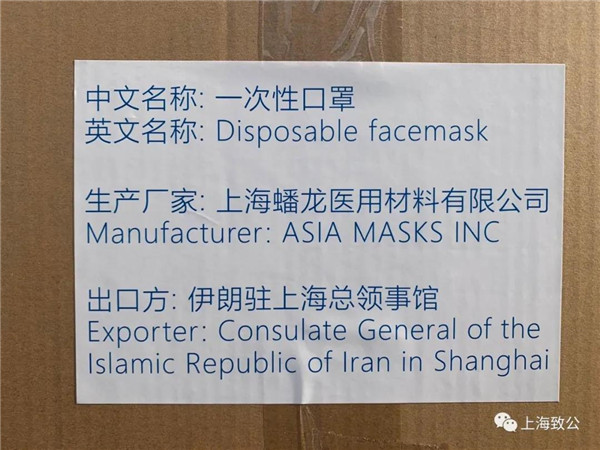 中文名称: 一次性口罩
英文名称: Disposable facemask
生产厂家: 上海蟠龙医用材料有限公司
Manufacturer: ASIA MASKS INC
出口方: 伊朗驻上海总领事馆
Exporter: Consulate General of the
Islamic Republic of Iran in Shanghai
上海致公